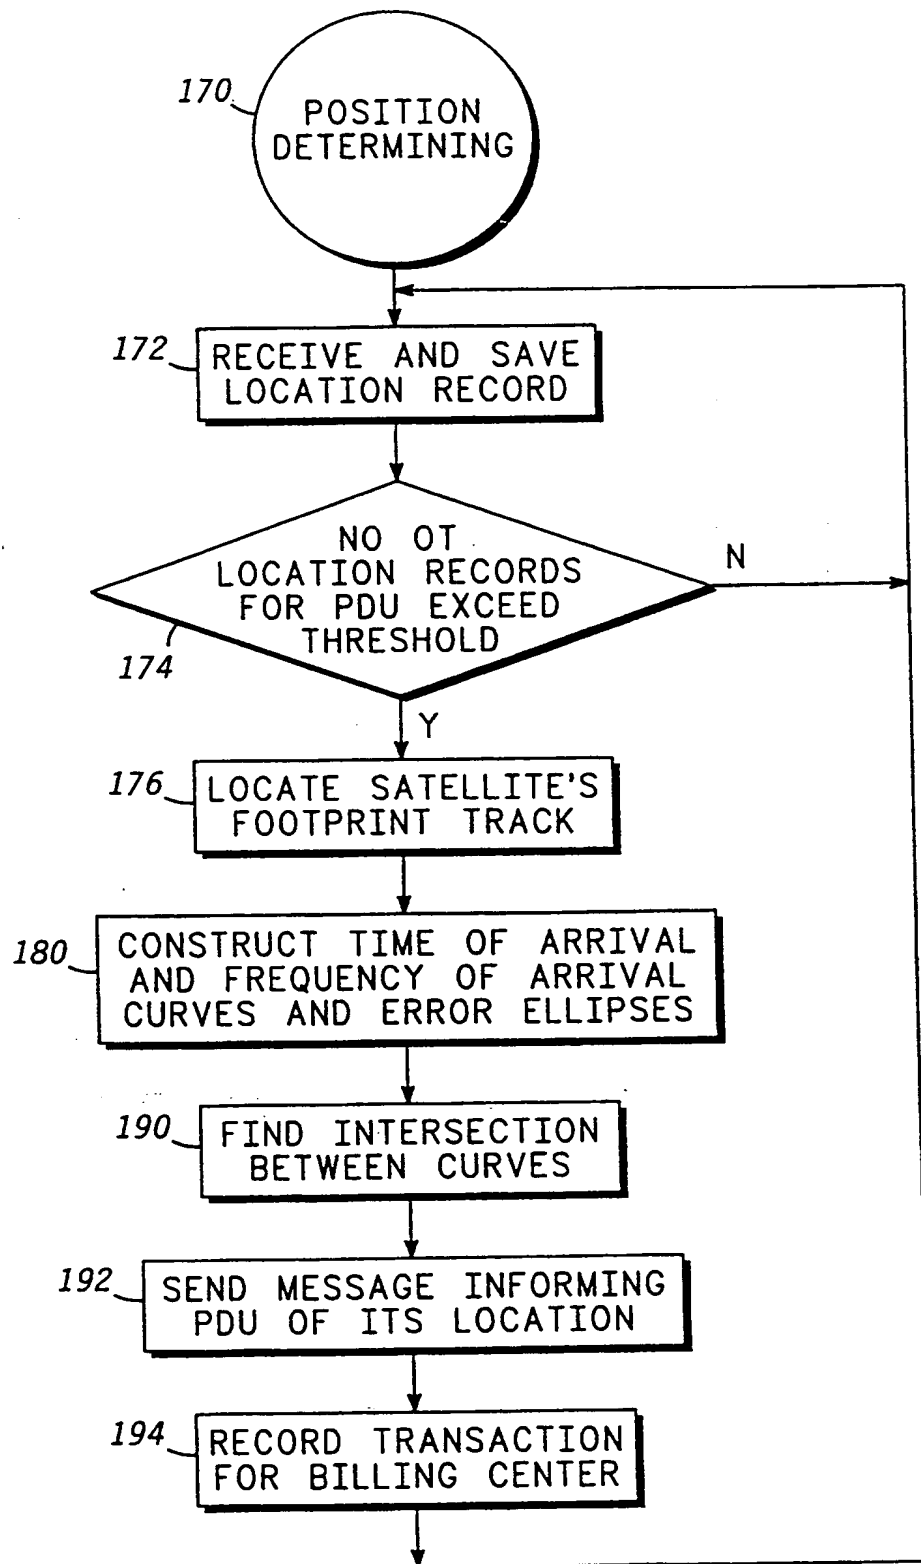 170
POSITION
DETERMINING
172
RECEIVE AND SAVE
LOCATION RECORD
NO OT
LOCATION RECORDS
FOR PDU EXCEED
THRESHOLD
N
174
Y
176
LOCATE SATELLITE'S
FOOTPRINT TRACK
180
CONSTRUCT TIME OF ARRIVAL
AND FREQUENCY OF ARRIVAL
CURVES AND ERROR ELLIPSES
190
FIND INTERSECTION
BETWEEN CURVES
192
SEND MESSAGE INFORMING
PDU OF ITS LOCATION
194
RECORD TRANSACTION
FOR BILLING CENTER